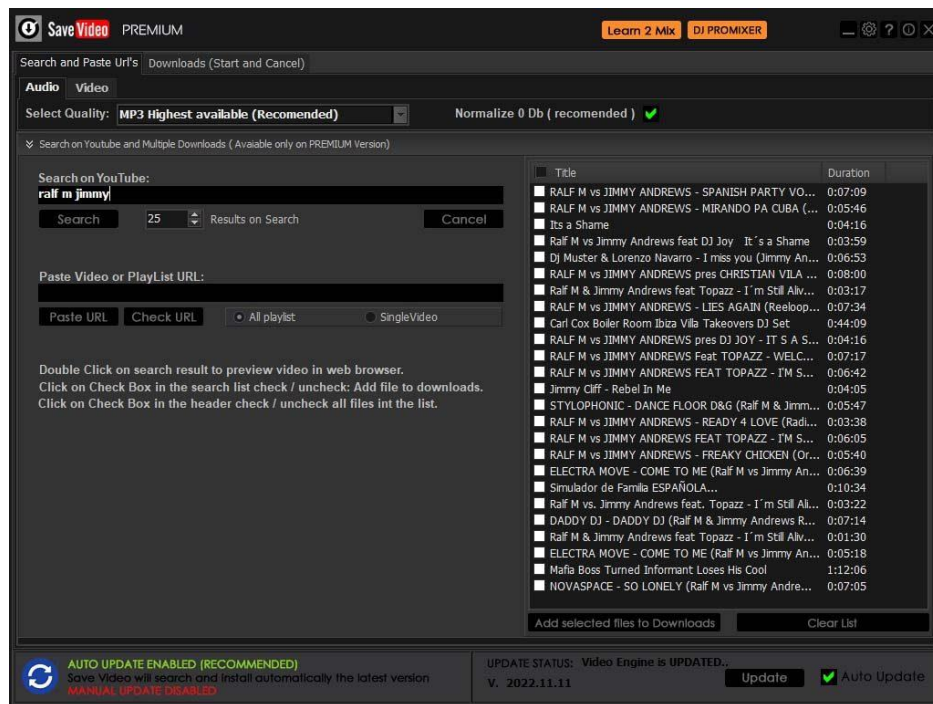 Save Video PREMIUM
Learn 2 Mix DJ PROMIXER
Search and Paste Url's Downloads (Start and Cancel)
Audio Video
Select Quality: MP3 Highest available (Recomended) Normalize 0 Db ( recomended )
Search on Youtube and Multiple Downloads ( Avaiable only on PREMIUM Version)
Search on YouTube:
ralf m jimmy
Search 25 Results on Search Cancel
Paste Video or PlayList URL:
Paste URL Check URL All playlist SingleVideo
Double Click on search result to preview video in web browser.
Click on Check Box in the search list check / uncheck: Add file to downloads.
Click on Check Box in the header check / uncheck all files int the list.
Title Duration
RALF M vs JIMMY ANDREWS - SPANISH PARTY VO... 0:07:09
RALF M vs JIMMY ANDREWS - MIRANDO PA CUBA (... 0:05:46
Its a Shame 0:04:16
Ralf M vs Jimmy Andrews feat DJ Joy It´s a Shame 0:03:59
Dj Muster & Lorenzo Navarro - I miss you (Jimmy An... 0:06:53
RALF M vs JIMMY ANDREWS pres CHRISTIAN VILA ... 0:08:00
Ralf M & Jimmy Andrews feat Topazz - I´m Still Aliv... 0:03:17
RALF M vs JIMMY ANDREWS - LIES AGAIN (Reeloop... 0:07:34
Carl Cox Boiler Room Ibiza Villa Takeovers DJ Set 0:44:09
RALF M vs JIMMY ANDREWS pres DJ JOY - IT S A S... 0:04:16
RALF M vs JIMMY ANDREWS Feat TOPAZZ - WELC... 0:07:17
RALF M vs JIMMY ANDREWS FEAT TOPAZZ - I'M S... 0:06:42
Jimmy Cliff - Rebel In Me 0:04:05
STYLOPHONIC - DANCE FLOOR D&G (Ralf M & Jimm... 0:05:47
RALF M vs JIMMY ANDREWS - READY 4 LOVE (Radi... 0:03:38
RALF M vs JIMMY ANDREWS FEAT TOPAZZ - I'M S... 0:06:05
RALF M vs JIMMY ANDREWS - FREAKY CHICKEN (Or... 0:05:40
ELECTRA MOVE - COME TO ME (Ralf M vs Jimmy An... 0:06:39
Simulador de Familia ESPAÑOLA... 0:10:34
Ralf M vs. Jimmy Andrews feat. Topazz - I´m Still Ali... 0:03:22
DADDY DJ - DADDY DJ (Ralf M & Jimmy Andrews R... 0:07:14
Ralf M & Jimmy Andrews feat Topazz - I´m Still Aliv... 0:01:30
ELECTRA MOVE - COME TO ME (Ralf M vs Jimmy An... 0:05:18
Mafia Boss Turned Informant Loses His Cool 1:12:06
NOVASPACE - SO LONELY (Ralf M vs Jimmy Andre... 0:07:05
Add selected files to Downloads Clear List
AUTO UPDATE ENABLED (RECOMMENDED)
Save Video will search and install automatically the latest version
MANUAL UPDATE DISABLED
UPDATE STATUS: Video Engine is UPDATED..
V. 2022.11.11 Update Auto Update